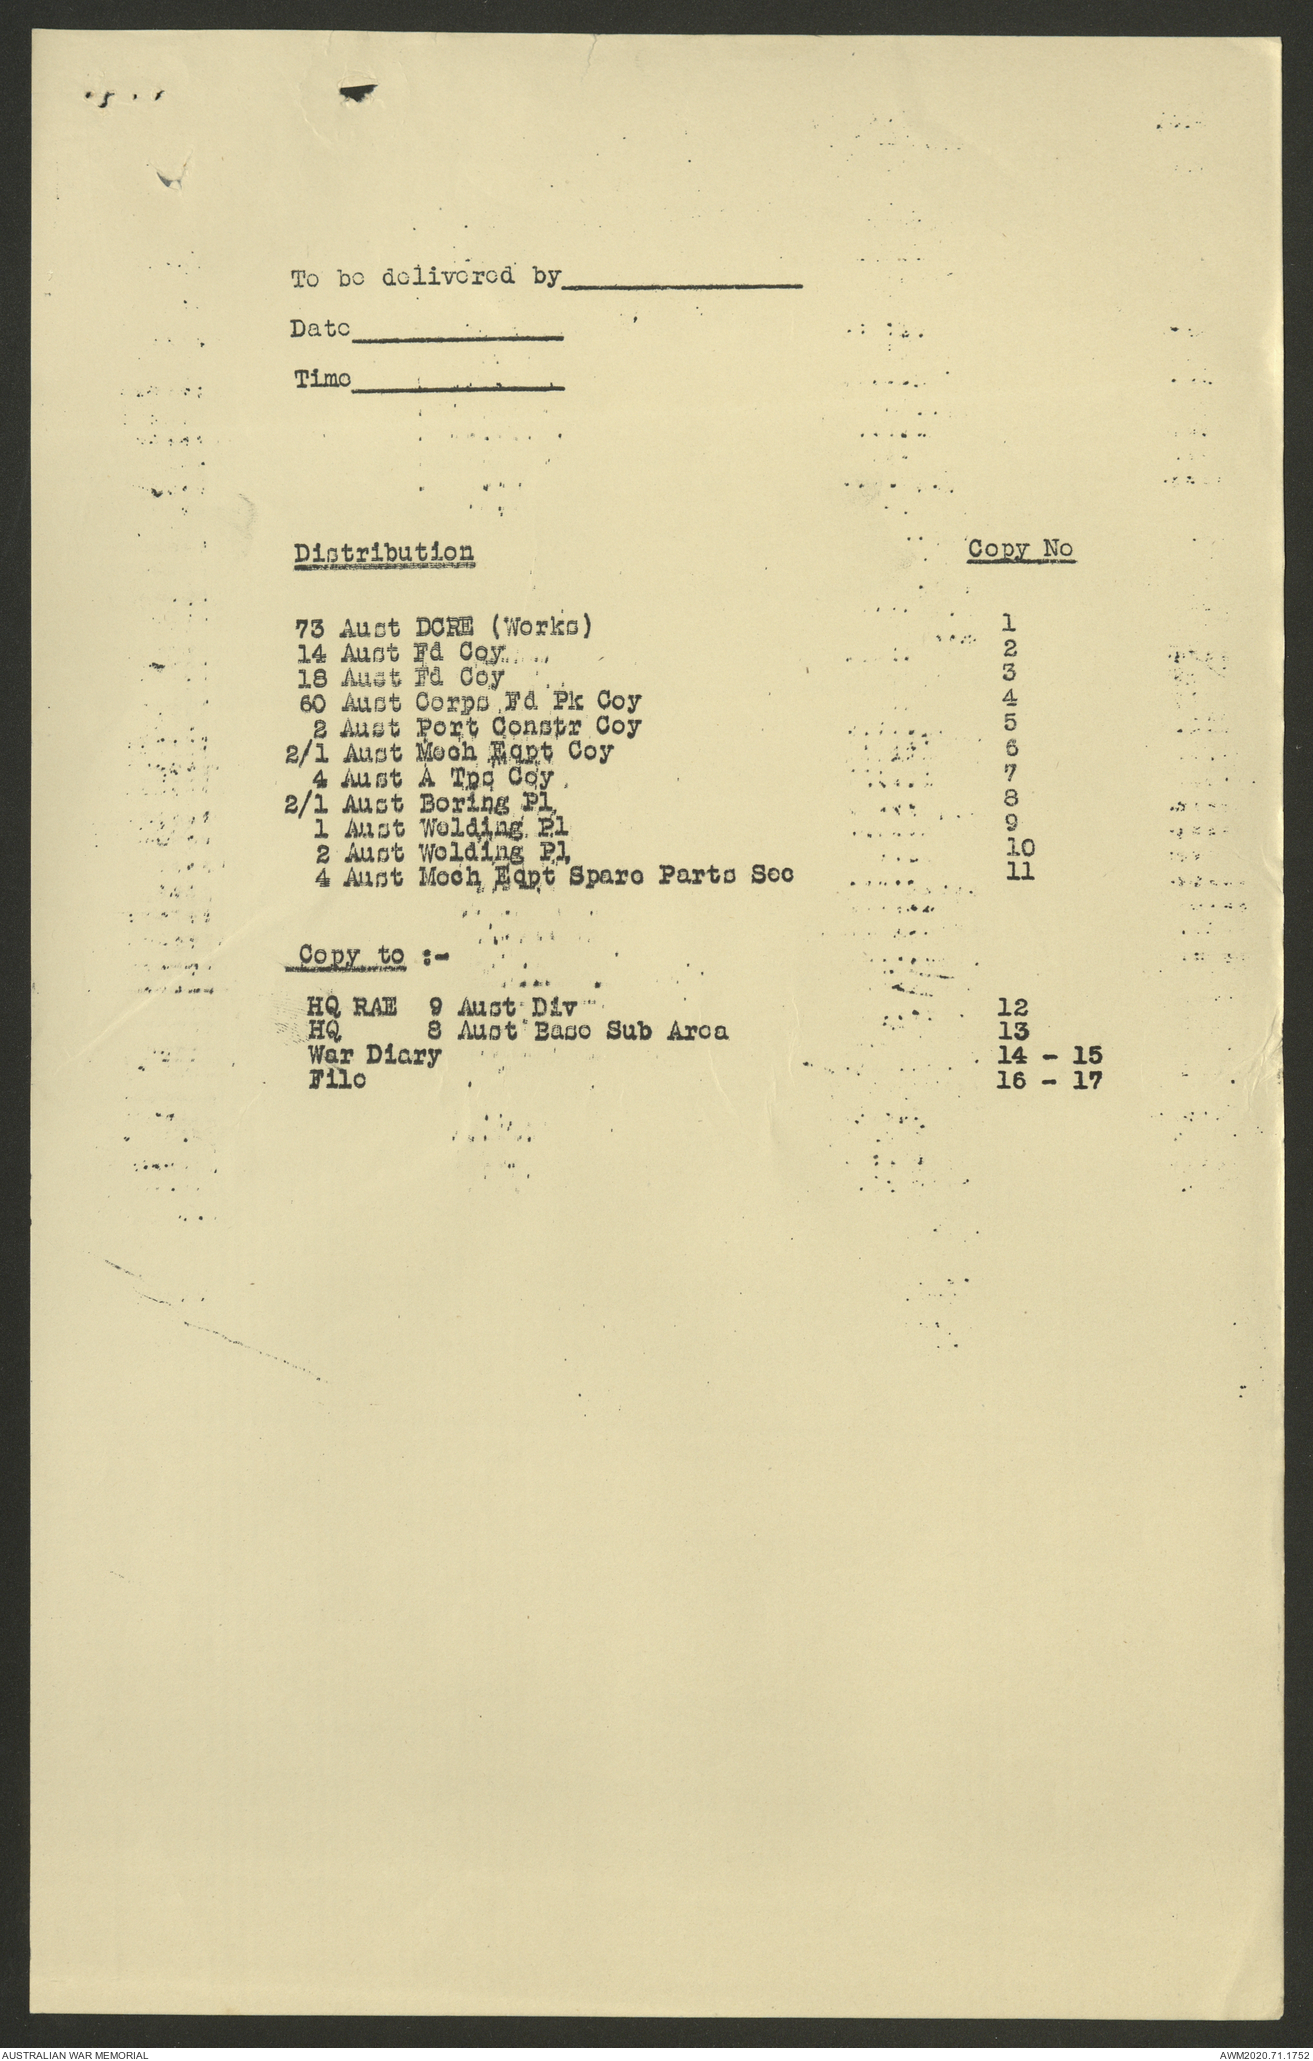 To be delivered by
Date
Time
Distribution Copy No
73 Aust DCRE (Works) 1
14 Aust Fd Coy 2
18 Aust Fd Coy 3
60 Aust Corps Fd Pk Coy 4
2 Aust Port Constr Coy 5
2/1 Aust Mech Eqpt Coy 6
4 Aust A Tps Coy 7
2/1 Aust Boring Pl 8
1 Aust Welding Pl 9
2 Aust Welding Pl 10
4 Aust Mech Eqpt Spare Parts Sec 11
Copy to :-
HQ RAE 9 Aust Div 12
HQ 8 Aust Base Sub Area 13
War Diary 14 - 15
File 16 - 17
AUSTRALIAN WAR MEMORIAL AWM2020.71.1752